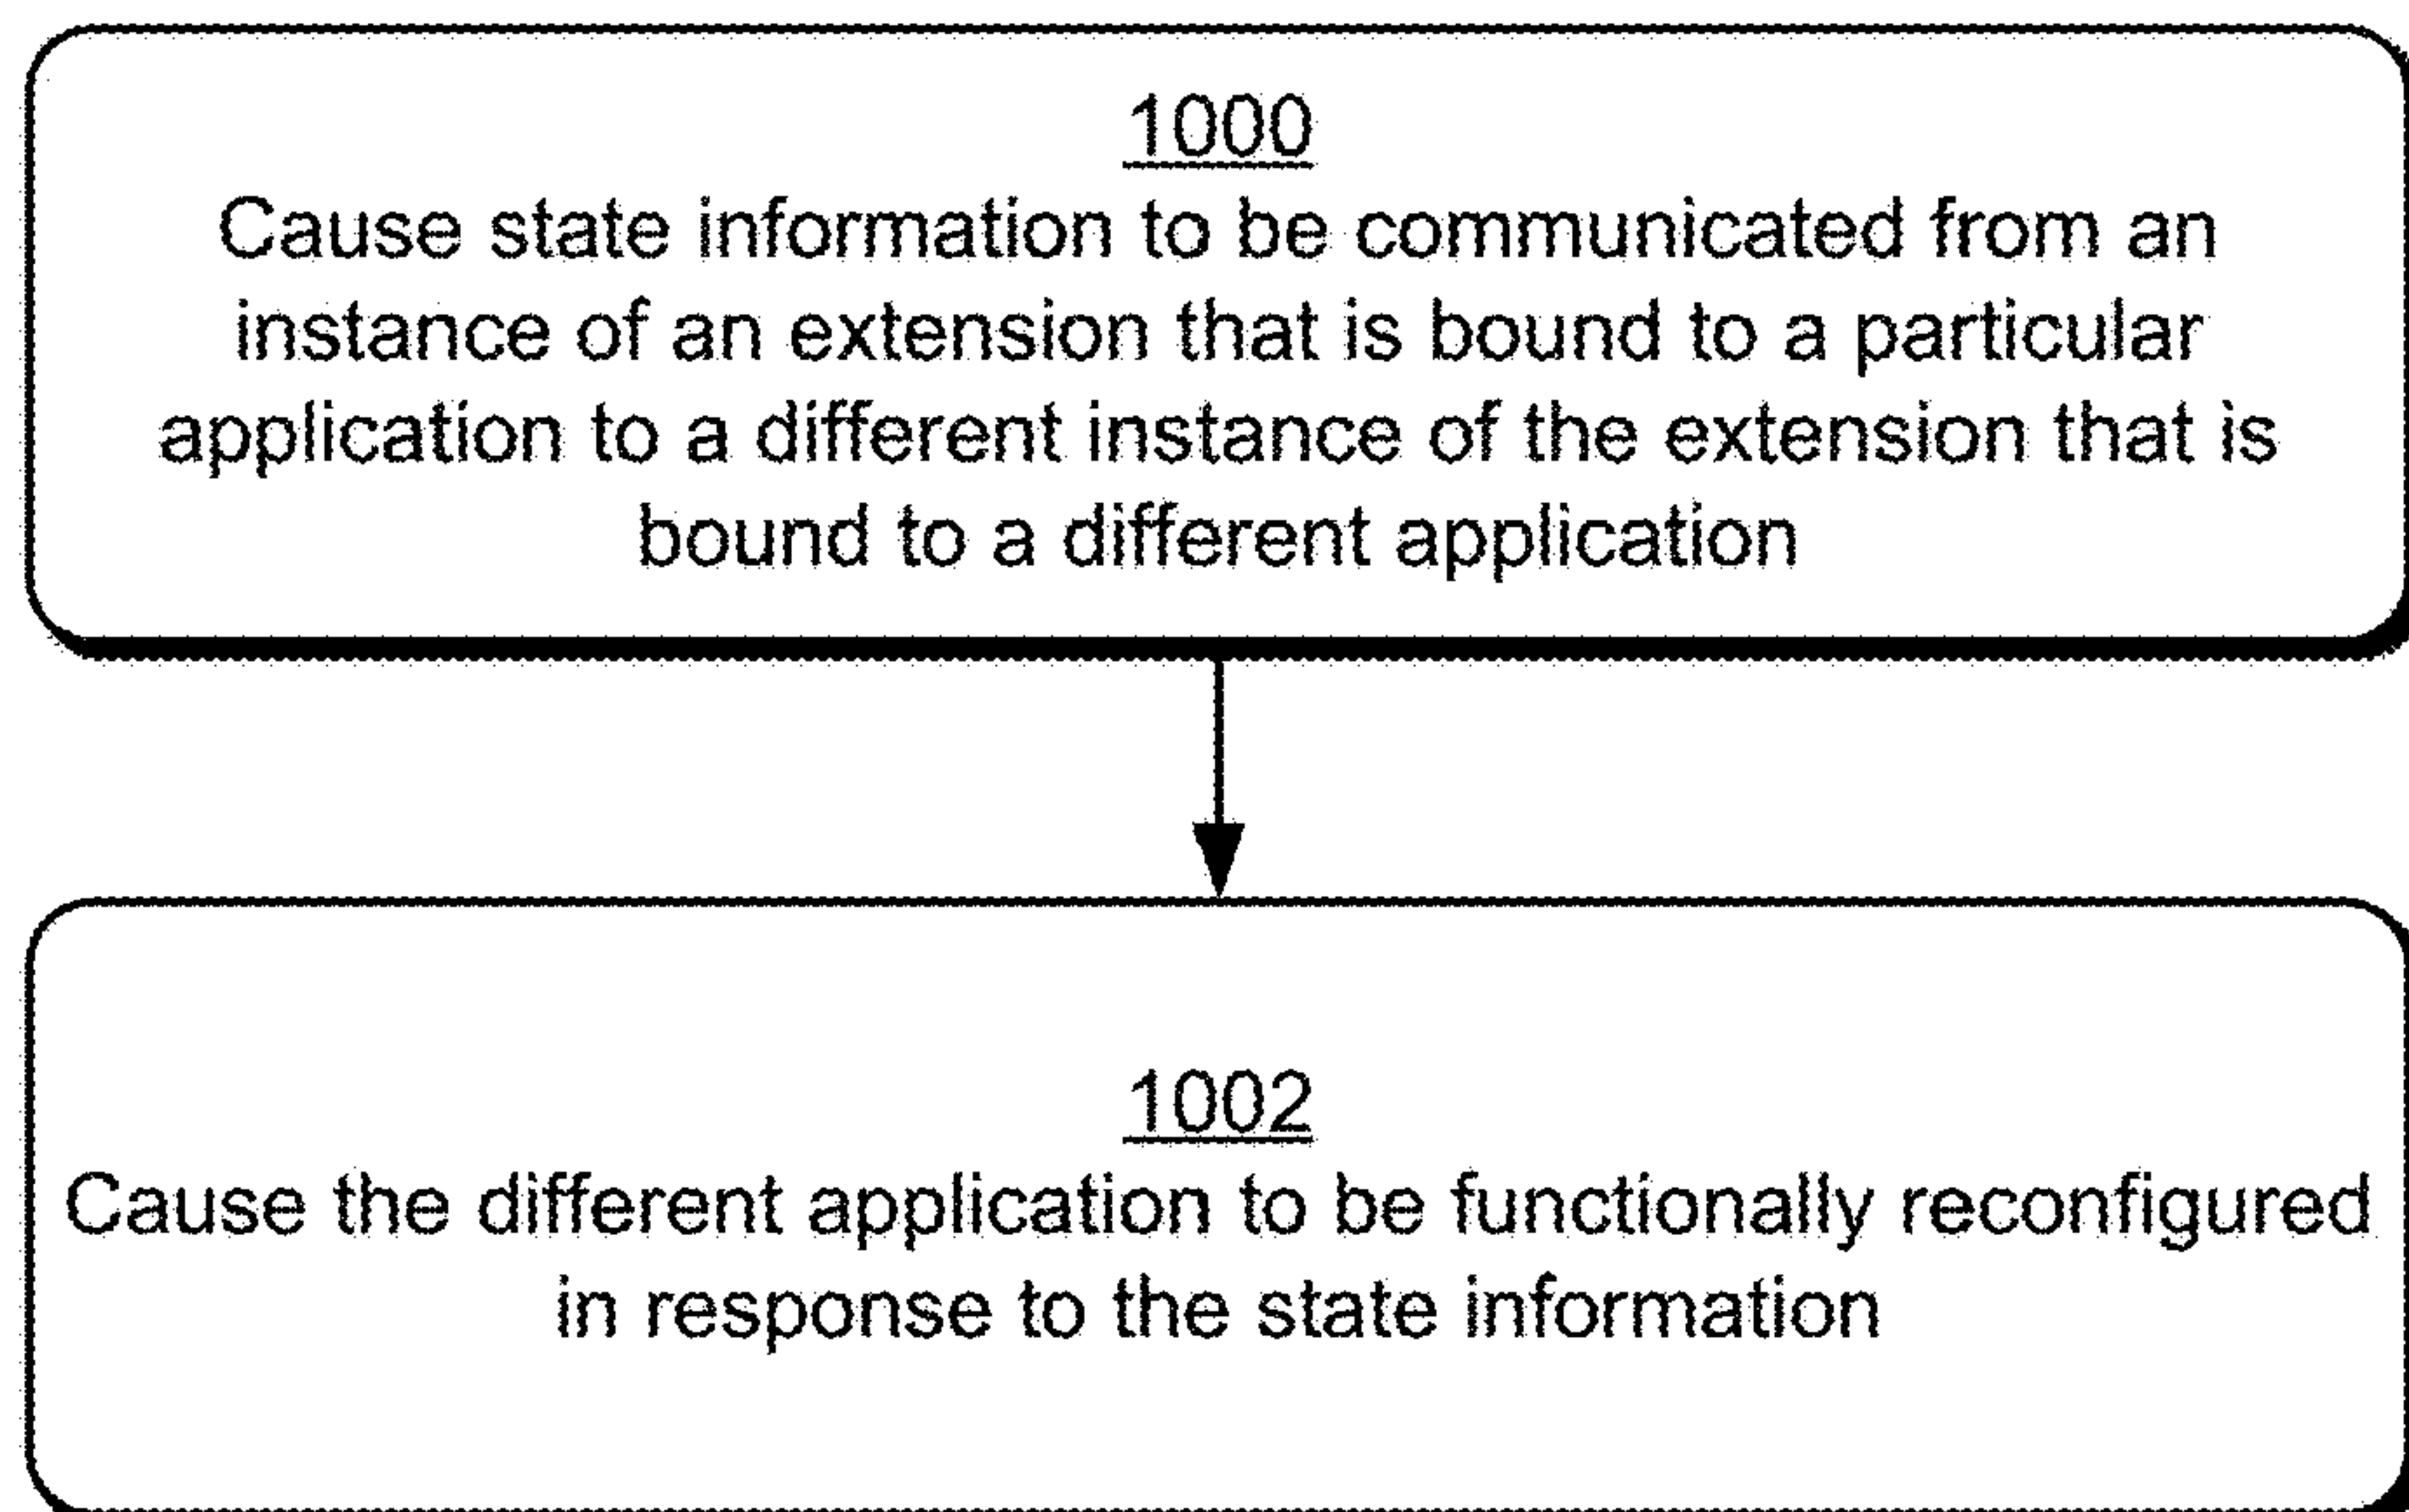 1000
Cause state information to be communicated from an
instance of an extension that is bound to a particular
application to a different instance of the extension that is
bound to a different application
1002
Cause the different application to be functionally reconfigured
in response to the state information